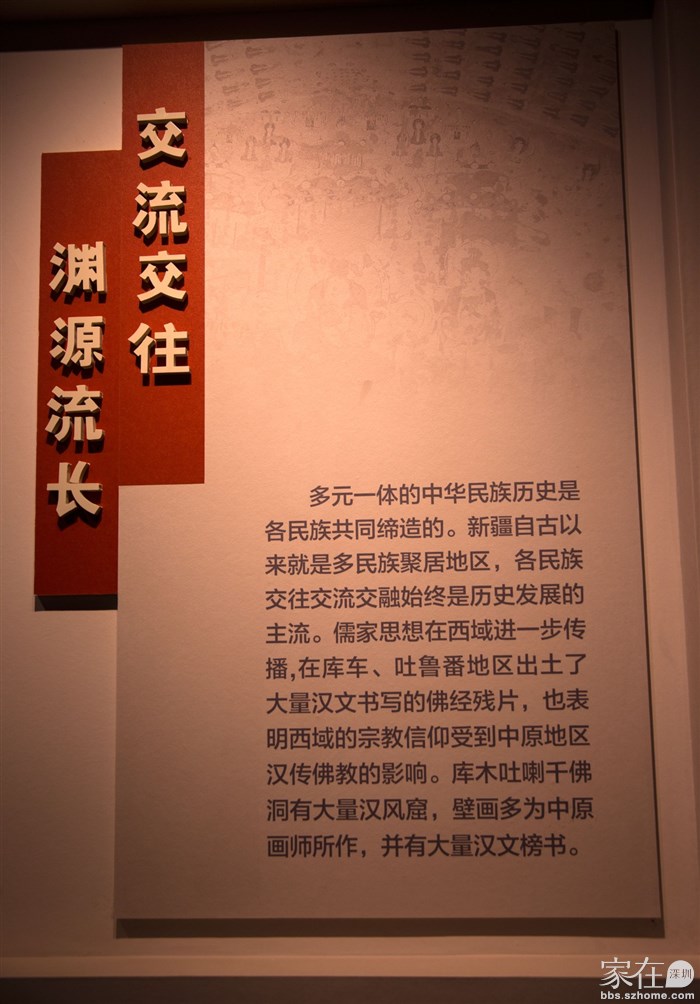 交流交往
渊源流长
多元一体的中华民族历史是
各民族共同缔造的。新疆自古以
来就是多民族聚居地区，各民族
交往交流交融始终是历史发展的
主流。儒家思想在西域进一步传
播,在库车、吐鲁番地区出土了
大量汉文书写的佛经残片，也表
明西域的宗教信仰受到中原地区
汉传佛教的影响。库木吐喇千佛
洞有大量汉风窟，壁画多为中原
画师所作，并有大量汉文榜书。
家在深圳
bbs.szhome.com